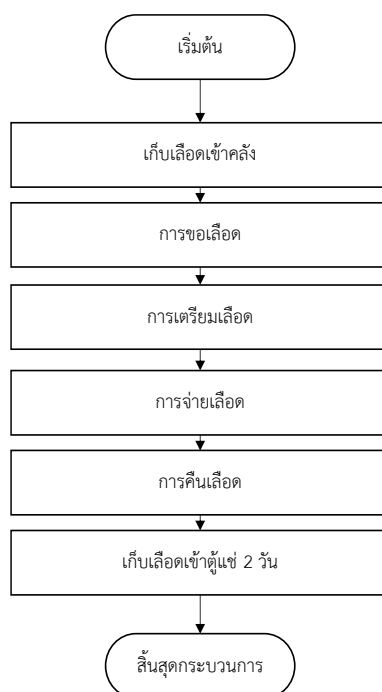 เริ่มต้น
เก็บเลือดเข้าคลัง
การขอเลือด
การเตรียมเลือด
การจ่ายเลือด
การคืนเลือด
เก็บเลือดเข้าตู้แช่ 2 วัน
สิ้นสุดกระบวนการ